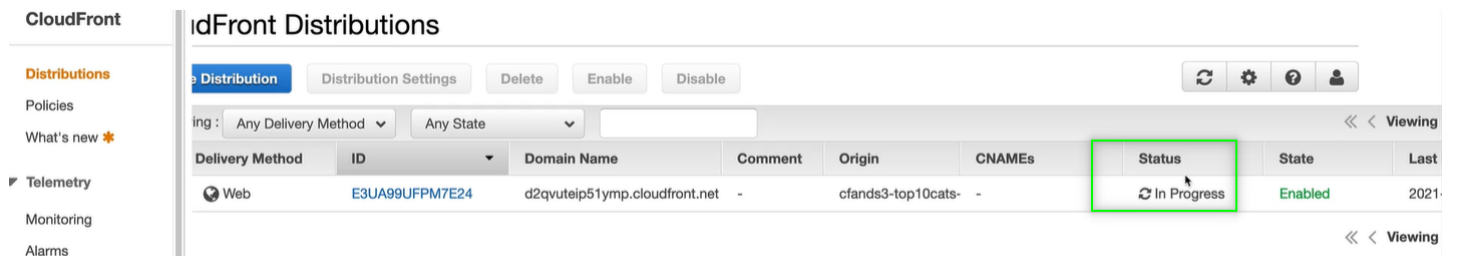 CloudFront
Distributions
Policies
What's new
Telemetry
Monitoring
Alarms
dFront Distributions
Distribution Distribution Settings Delete Enable Disable
ing : Any Delivery Method Any State Viewing
Delivery Method ID Domain Name Comment Origin CNAMEs Status State Last
Web E3UA99UFPM7E24 d2qvuteip51ymp.cloudfront.net - cfands3-top10cats- - In Progress Enabled 2021-
Viewing